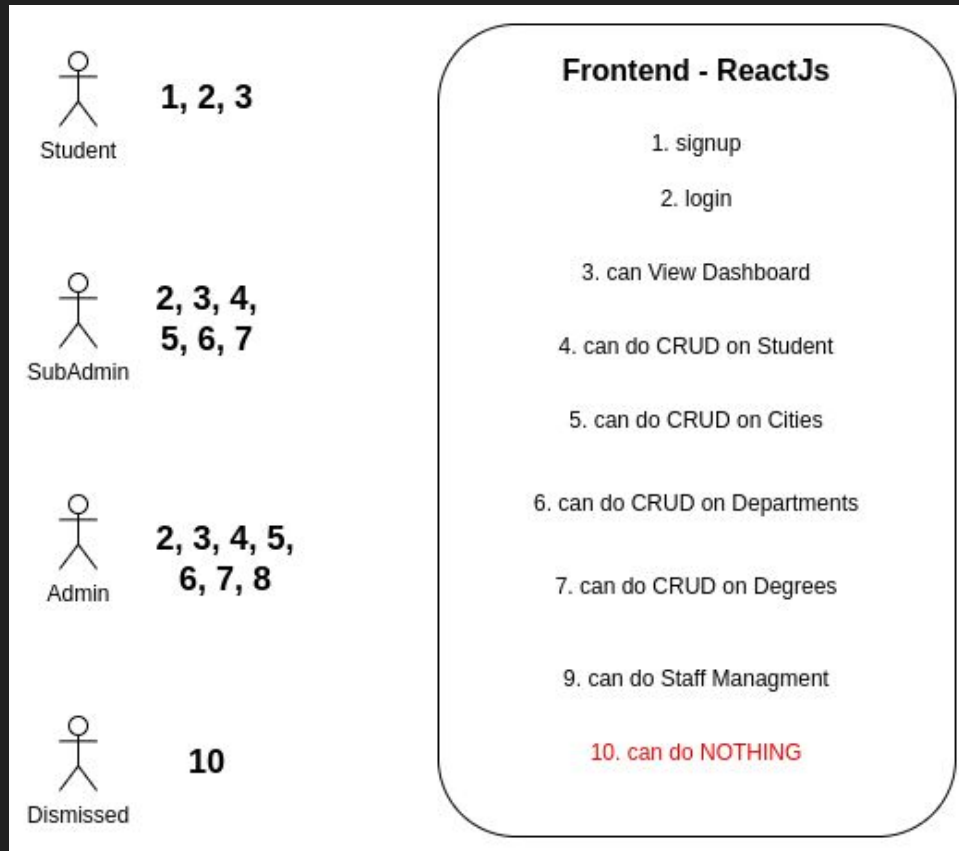 Frontend - ReactJs
1, 2, 3
Student
1. signup
2. login
3. can View Dashboard
2, 3, 4,
5, 6, 7
SubAdmin
4. can do CRUD on Student
5. can do CRUD on Cities
6. can do CRUD on Departments
2, 3, 4, 5,
6, 7, 8
Admin
7. can do CRUD on Degrees
9. can do Staff Managment
10. can do NOTHING
10
Dismissed